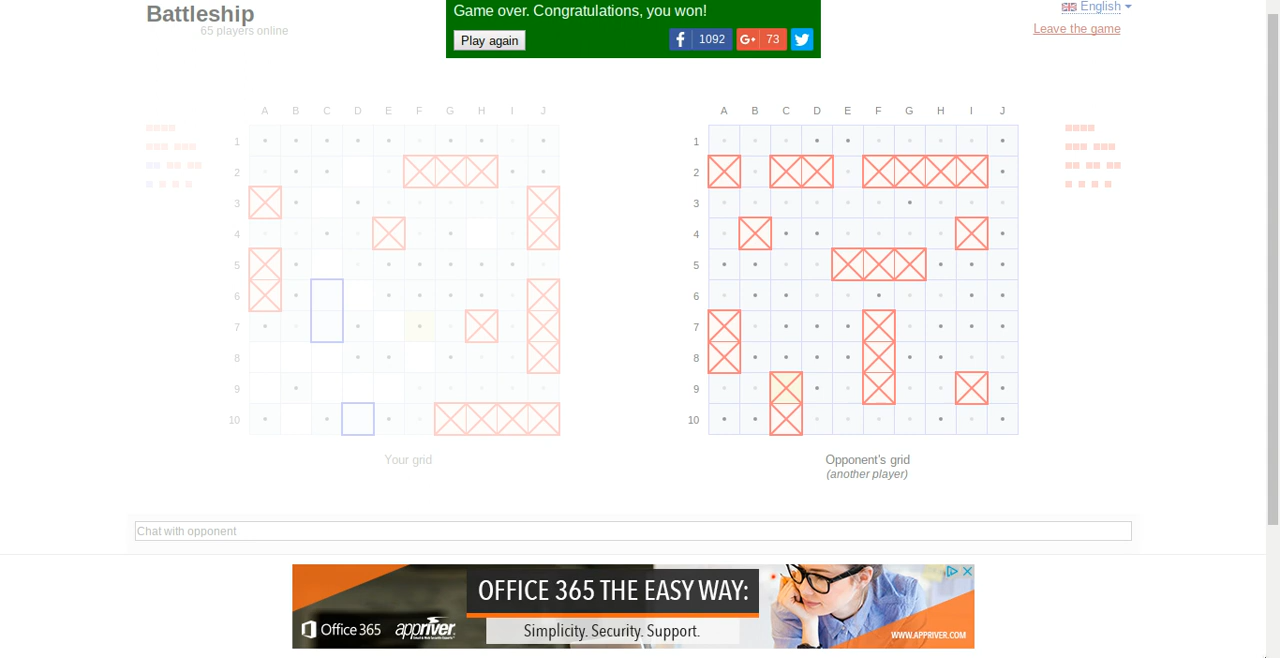 Battleship
65 players online
Game over. Congratulations, you won!
Play again
1092
73
English
Leave the game
A B C D E F G H I J
1
2
3
4
5
6
7
8
9
10
Your grid
A B C D E F G H I J
1
2
3
4
5
6
7
8
9
10
Opponent's grid
(another player)
Chat with opponent
Office 365
appriver
OFFICE 365 THE EASY WAY:
Simplicity. Security. Support.
WWW.APPRIVER.COM